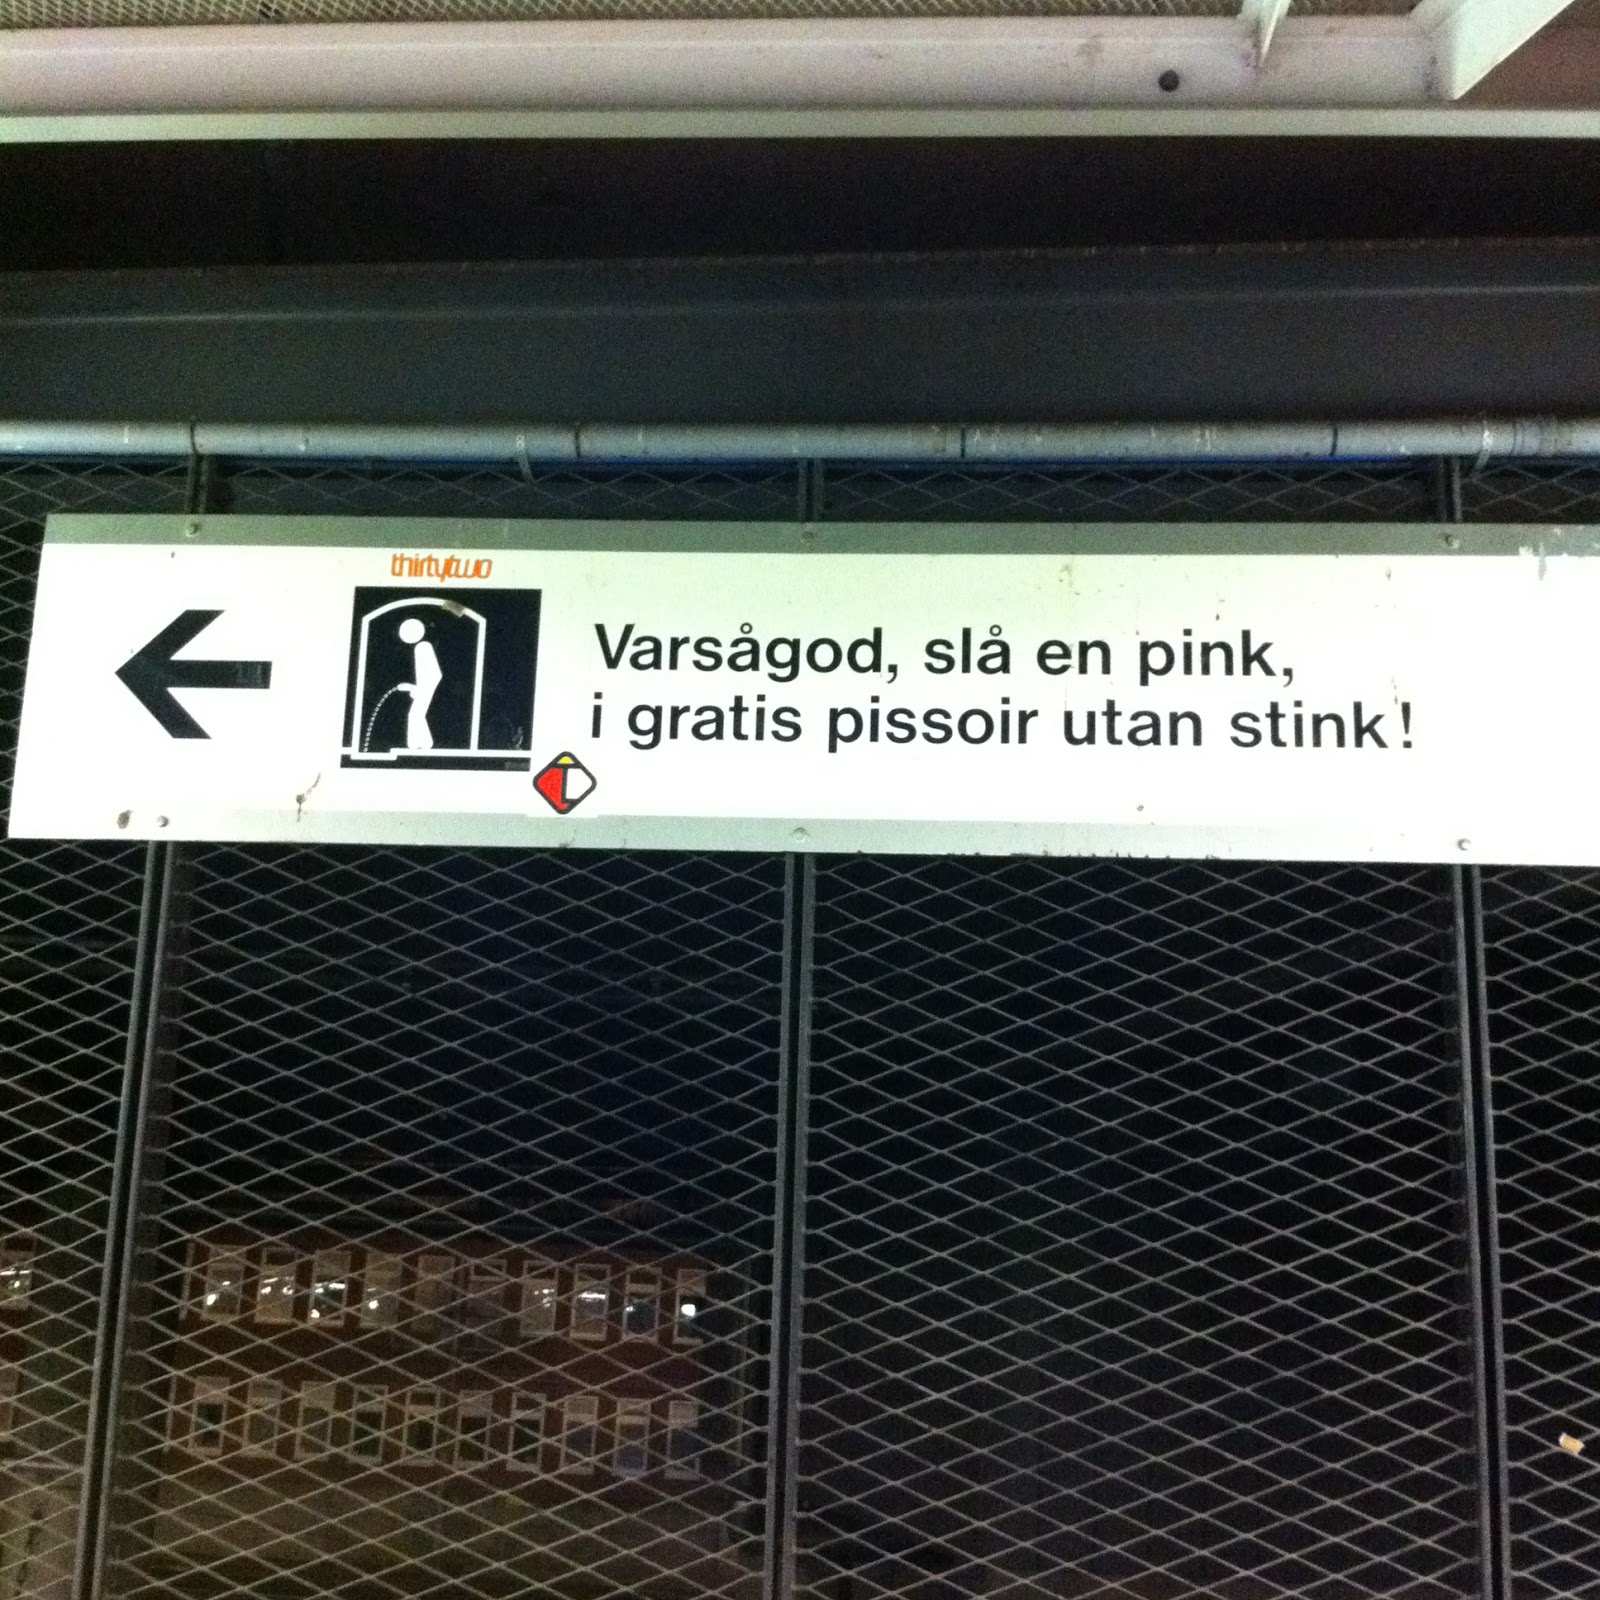 thirtytwo
Varsågod, slå en pink,
i gratis pissoir utan stink!